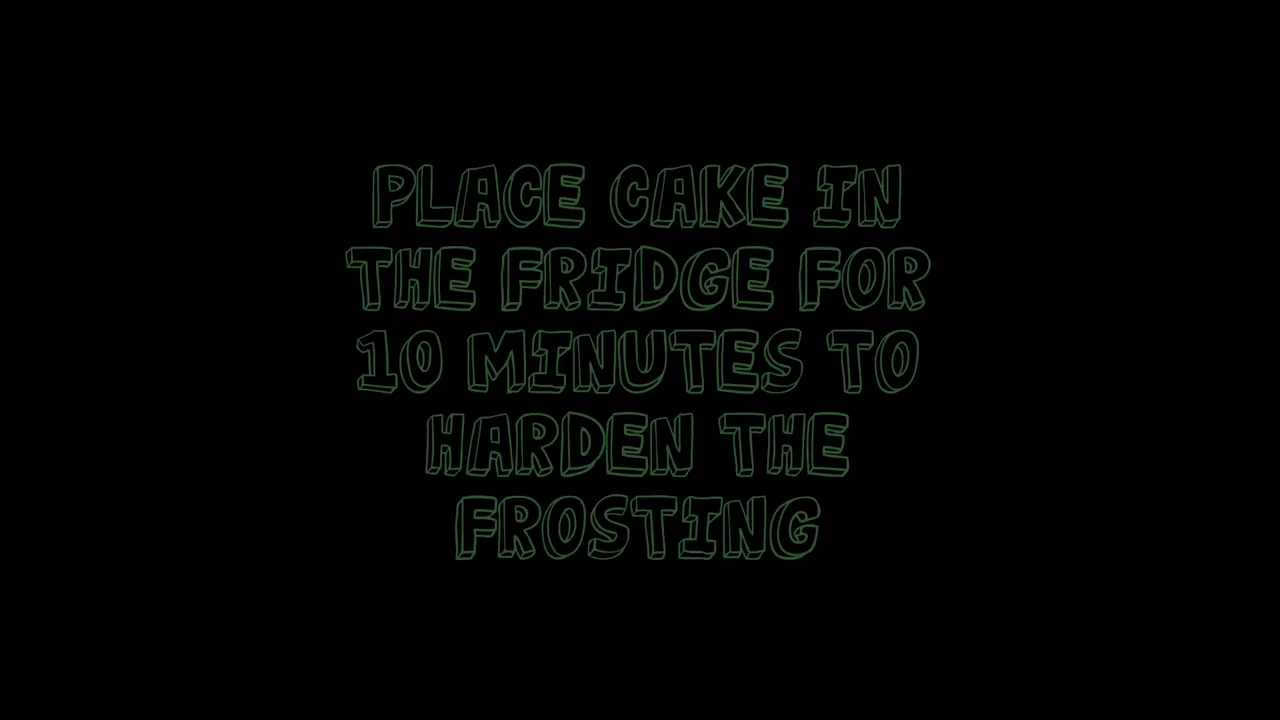 PLACE CAKE IN
THE FRIDGE FOR
10 MINUTES TO
HARDEN THE
FROSTING